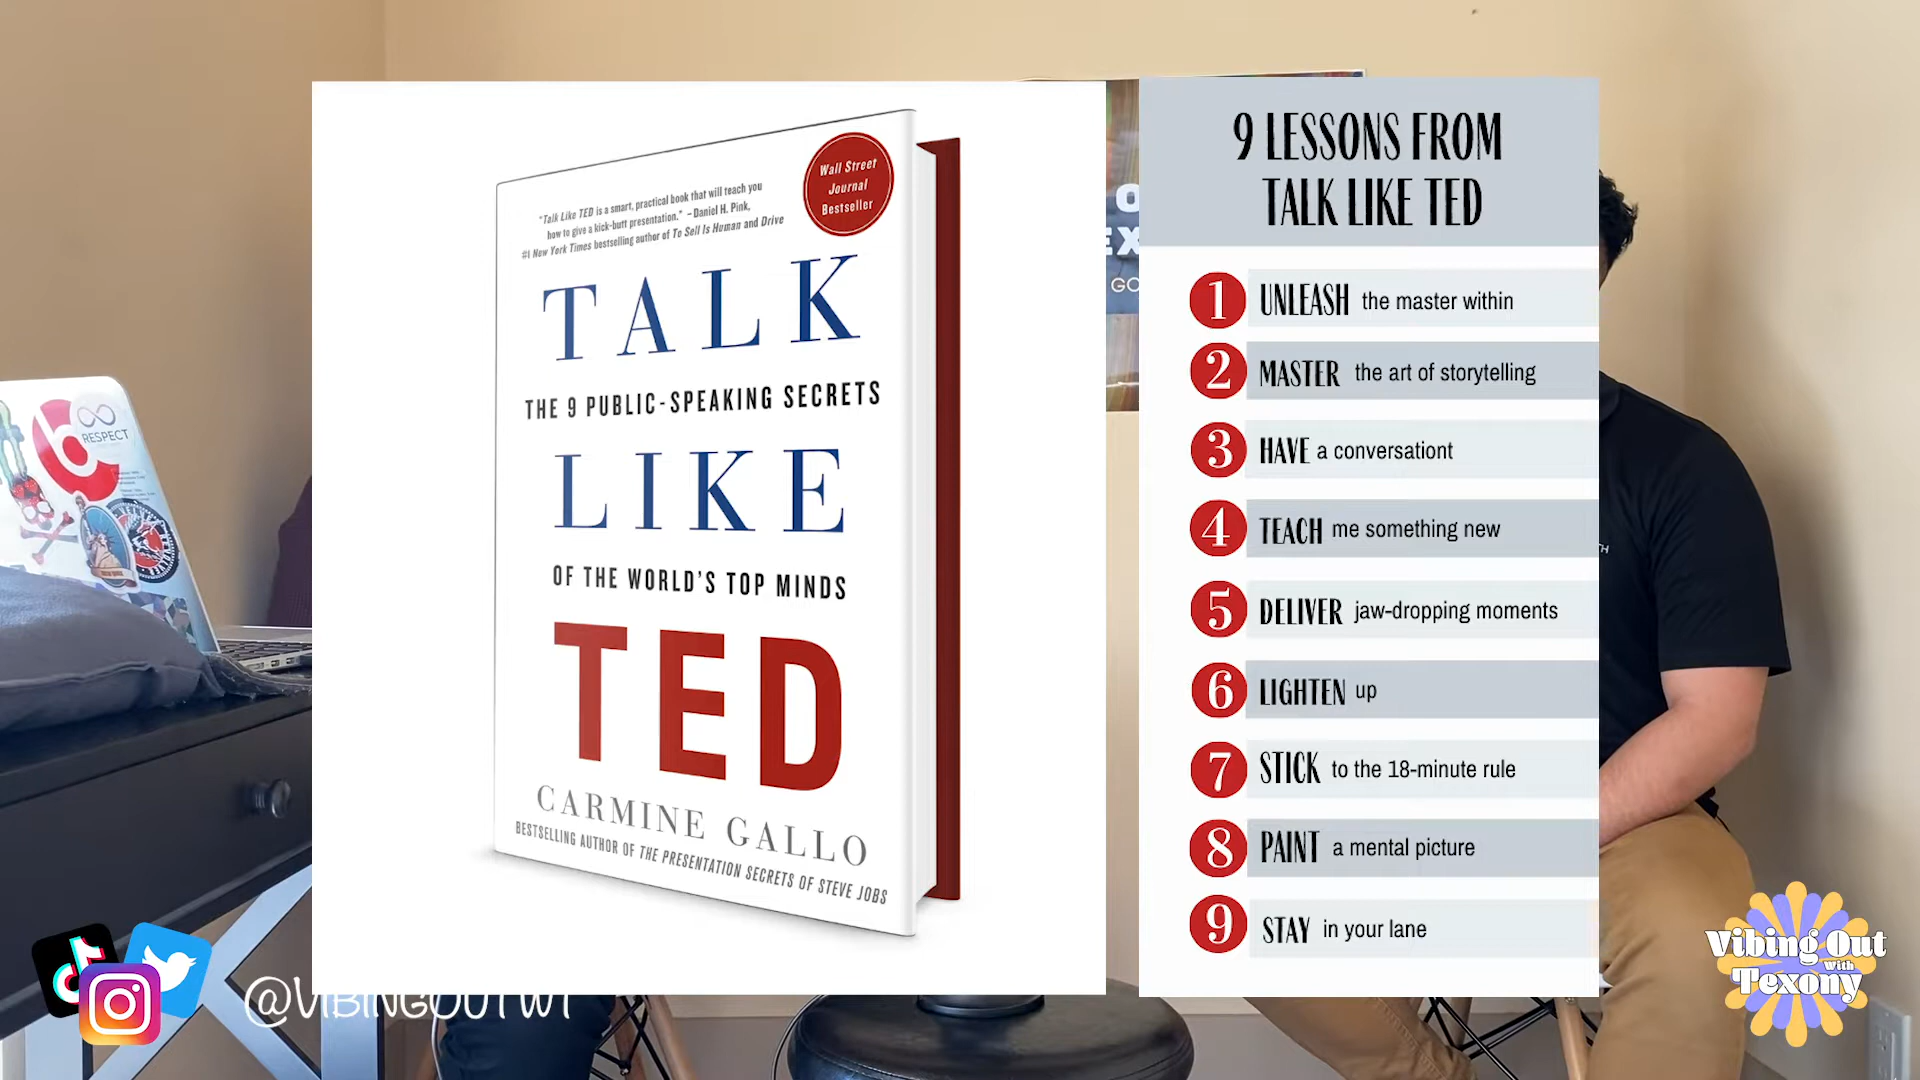 "Talk Like TED is a smart, practical book that will teach you
how to give a kick-butt presentation." –Daniel H. Pink,
#1 New York Times bestselling author of To Sell Is Human and Drive
Wall Street
Journal
Bestseller
TALK
THE 9 PUBLIC-SPEAKING SECRETS
LIKE
OF THE WORLD'S TOP MINDS
TED
CARMINE GALLO
BESTSELLING AUTHOR OF THE PRESENTATION SECRETS OF STEVE JOBS
9 LESSONS FROM
TALK LIKE TED
1 UNLEASH the master within
2 MASTER the art of storytelling
3 HAVE a conversationt
4 TEACH me something new
5 DELIVER jaw-dropping moments
6 LIGHTEN up
7 STICK to the 18-minute rule
8 PAINT a mental picture
9 STAY in your lane
RESPECT
@VIBINGOUTWT
Vibing Out
With
Texony